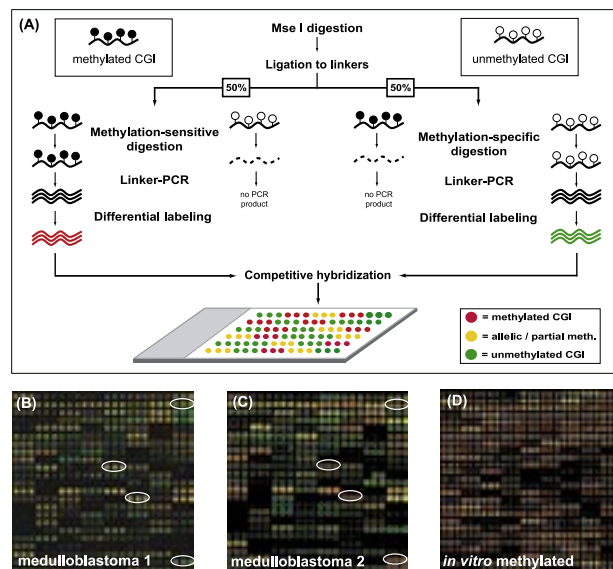 (A)
Mse I digestion
methylated CGI
unmethylated CGI
Ligation to linkers
50%
50%
Methylation-sensitive
digestion
Methylation-specific
digestion
Linker-PCR
Linker-PCR
no PCR
product
no PCR
product
Differential labeling
Differential labeling
Competitive hybridization
= methylated CGI
= allelic / partial meth.
= unmethylated CGI
(B)
(C)
(D)
medulloblastoma 1
medulloblastoma 2
in vitro methylated